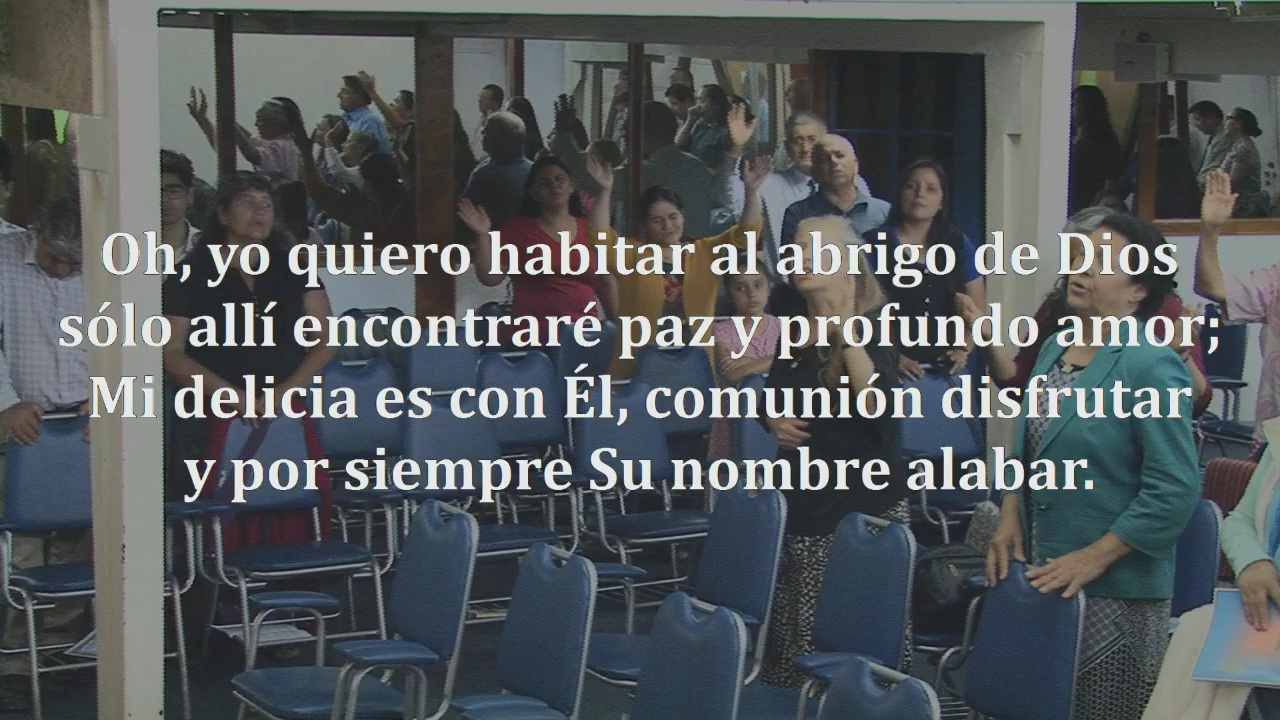 Oh, yo quiero habitar al abrigo de Dios
sólo allí encontraré paz y profundo amor;
Mi delicia es con Él, comunión disfrutar
y por siempre Su nombre alabar.